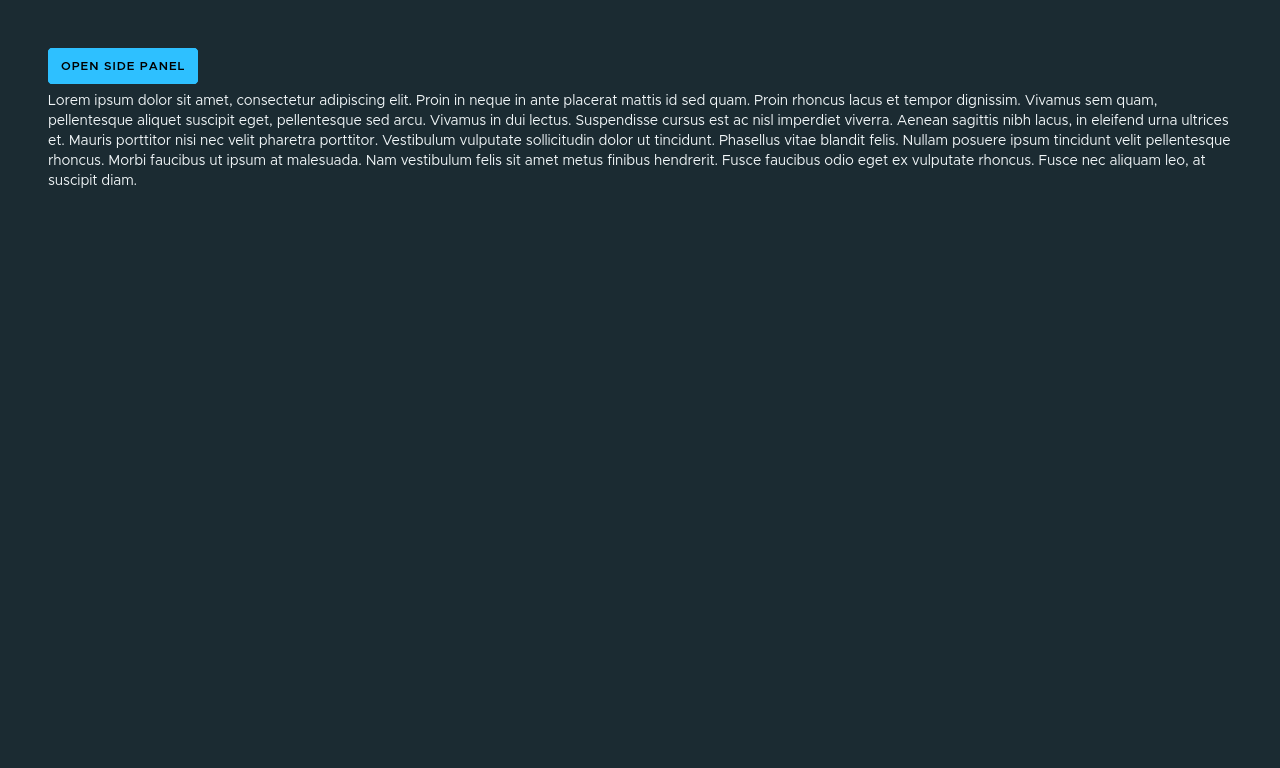 OPEN SIDE PANEL
Lorem ipsum dolor sit amet, consectetur adipiscing elit. Proin in neque in ante placerat mattis id sed quam. Proin rhoncus lacus et tempor dignissim. Vivamus sem quam,
pellentesque aliquet suscipit eget, pellentesque sed arcu. Vivamus in dui lectus. Suspendisse cursus est ac nisl imperdiet viverra. Aenean sagittis nibh lacus, in eleifend urna ultrices
et. Mauris porttitor nisi nec velit pharetra porttitor. Vestibulum vulputate sollicitudin dolor ut tincidunt. Phasellus vitae blandit felis. Nullam posuere ipsum tincidunt velit pellentesque
rhoncus. Morbi faucibus ut ipsum at malesuada. Nam vestibulum felis sit amet metus finibus hendrerit. Fusce faucibus odio eget ex vulputate rhoncus. Fusce nec aliquam leo, at
suscipit diam.